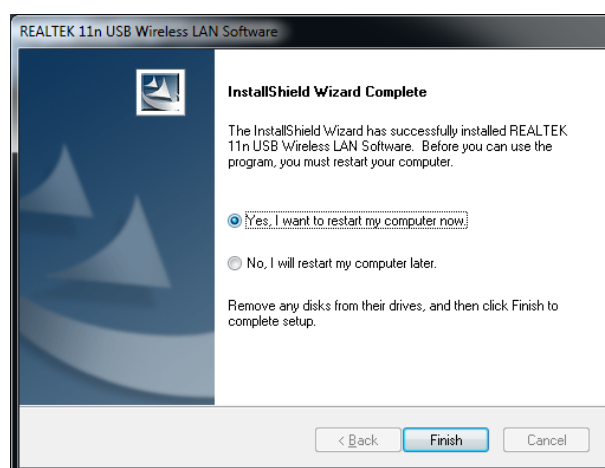 REALTEK 11n USB Wireless LAN Software
InstallShield Wizard Complete
The InstallShield Wizard has successfully installed REALTEK
11n USB Wireless LAN Software. Before you can use the
program, you must restart your computer.
Yes, I want to restart my computer now.
No, I will restart my computer later.
Remove any disks from their drives, and then click Finish to
complete setup.
< Back Finish Cancel